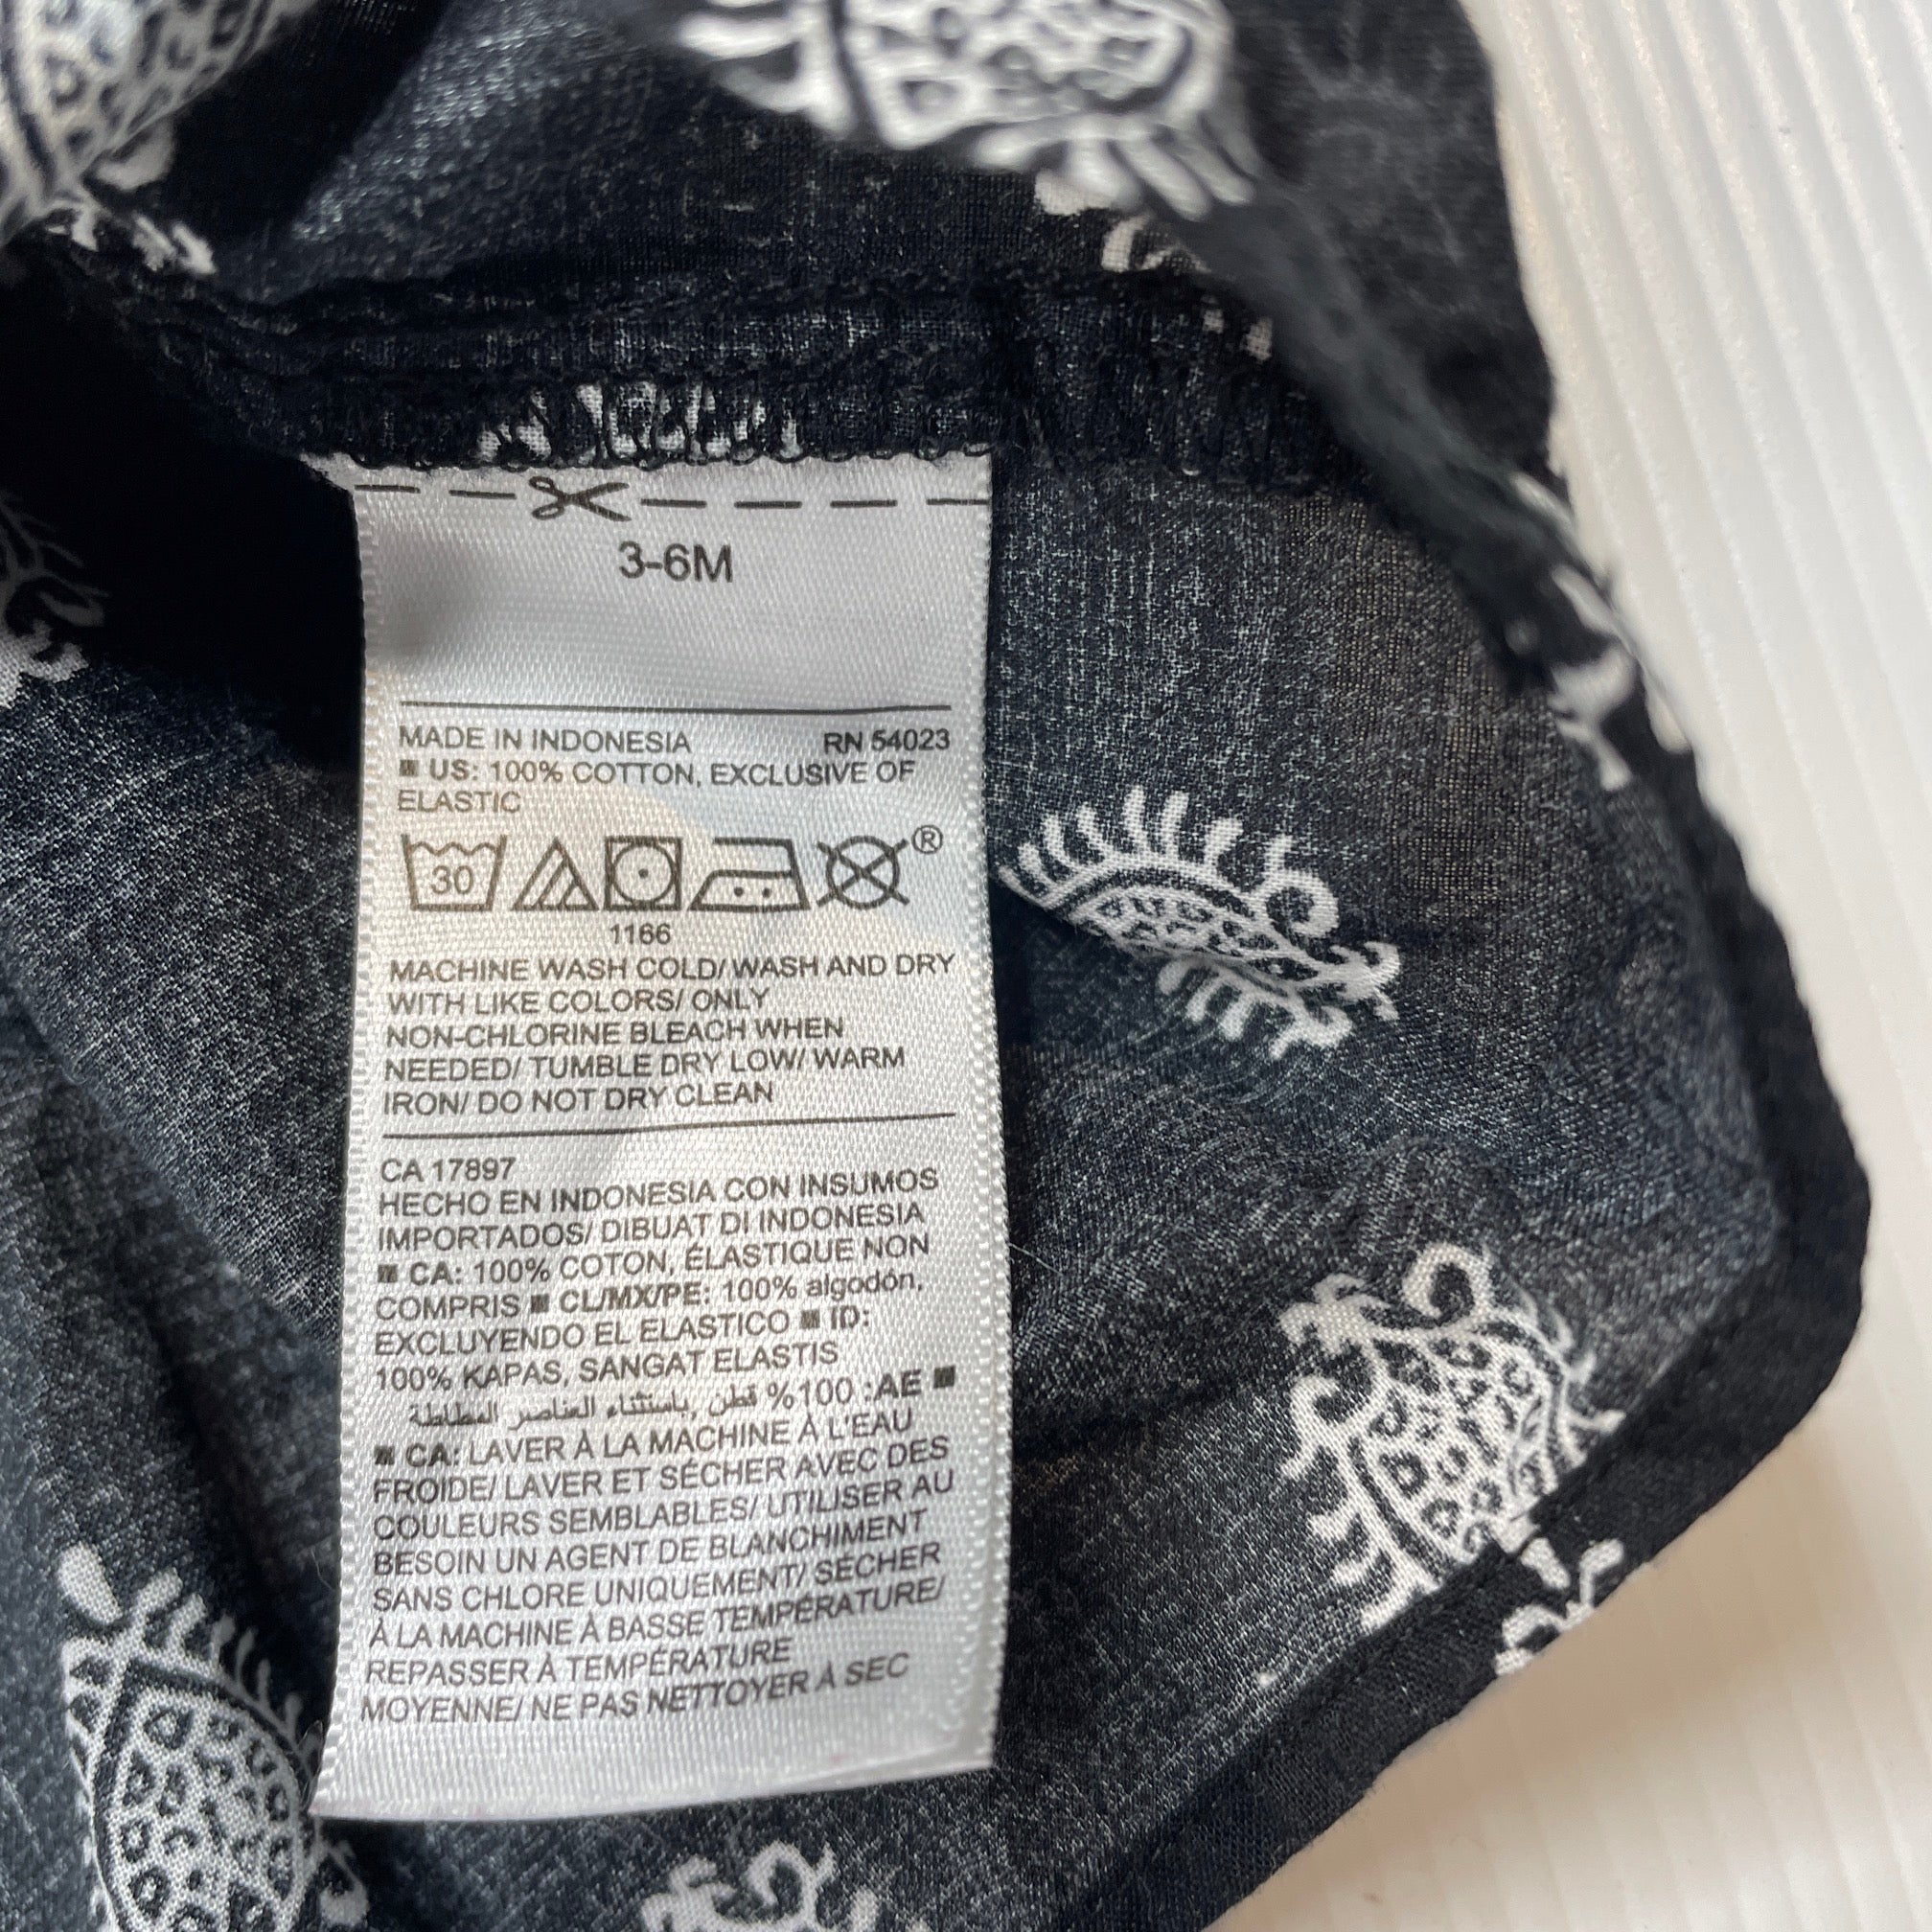 3-6M
MADE IN INDONESIA RN 54023
■ US: 100% COTTON, EXCLUSIVE OF
ELASTIC
30 ®
1166
MACHINE WASH COLD/ WASH AND DRY
WITH LIKE COLORS/ ONLY
NON-CHLORINE BLEACH WHEN
NEEDED/ TUMBLE DRY LOW/ WARM
IRON/ DO NOT DRY CLEAN
CA 17897
HECHO EN INDONESIA CON INSUMOS
IMPORTADOS/ DIBUAT DI INDONESIA
■ CA: 100% COTON, ÉLASTIQUE NON
COMPRIS ■ CL/MX/PE: 100% algodón,
EXCLUYENDO EL ELASTICO ■ ID:
100% KAPAS, SANGAT ELASTIS
■ AE: 100% قطن, باستثناء العناصر المطاطة
■ CA: LAVER À LA MACHINE À L'EAU
FROIDE/ LAVER ET SÉCHER AVEC DES
COULEURS SEMBLABLES/ UTILISER AU
BESOIN UN AGENT DE BLANCHIMENT
SANS CHLORE UNIQUEMENT/ SÉCHER
À LA MACHINE À BASSE TEMPÉRATURE/
REPASSER À TEMPÉRATURE
MOYENNE/ NE PAS NETTOYER À SEC